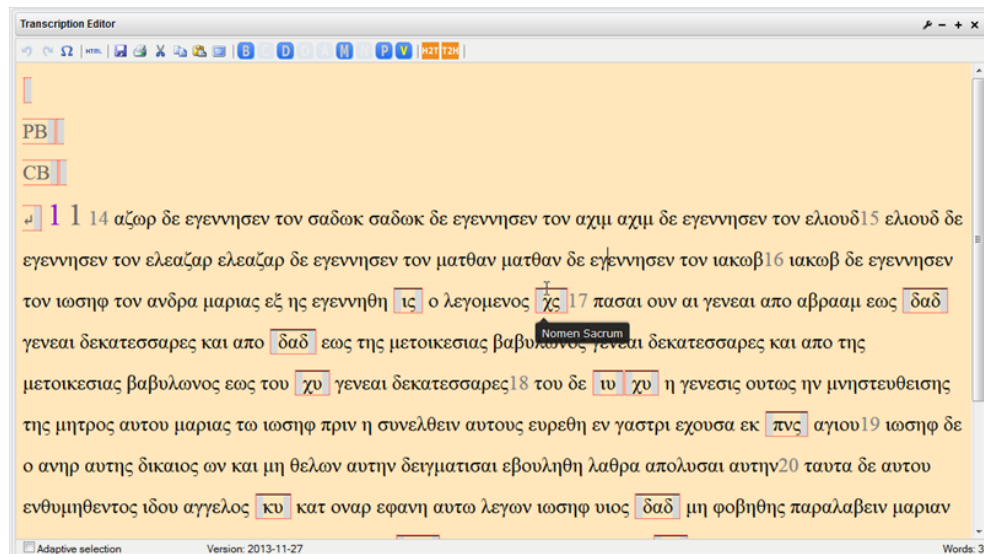 Transcription Editor
HTML B D M P V H2T T2H
PB
CB
1 1 14 αζωρ δε εγεννησεν τον σαδωκ σαδωκ δε εγεννησεν τον αχιμ αχιμ δε εγεννησεν τον ελιουδ15 ελιουδ δε
εγεννησεν τον ελεαζαρ ελεαζαρ δε εγεννησεν τον ματθαν ματθαν δε εγεννησεν τον ιακωβ16 ιακωβ δε εγεννησεν
τον ιωσηφ τον ανδρα μαριας εξ ης εγεννηθη ις ο λεγομενος χς 17 πασαι ουν αι γενεαι απο αβρααμ εως δαδ
Nomen Sacrum
γενεαι δεκατεσσαρες και απο δαδ εως της μετοικεσιας βαβυλωνος γενεαι δεκατεσσαρες και απο της
μετοικεσιας βαβυλωνος εως του χυ γενεαι δεκατεσσαρες18 του δε ιυ χυ η γενεσις ουτως ην μνηστευθεισης
της μητρος αυτου μαριας τω ιωσηφ πριν η συνελθειν αυτους ευρεθη εν γαστρι εχουσα εκ πνς αγιου19 ιωσηφ δε
ο ανηρ αυτης δικαιος ων και μη θελων αυτην δειγματισαι εβουληθη λαθρα απολυσαι αυτην20 ταυτα δε αυτου
ενθυμηθεντος ιδου αγγελος κυ κατ οναρ εφανη αυτω λεγων ιωσηφ υιος δαδ μη φοβηθης παραλαβειν μαριαν
Adaptive selection Version: 2013-11-27 Words: 3